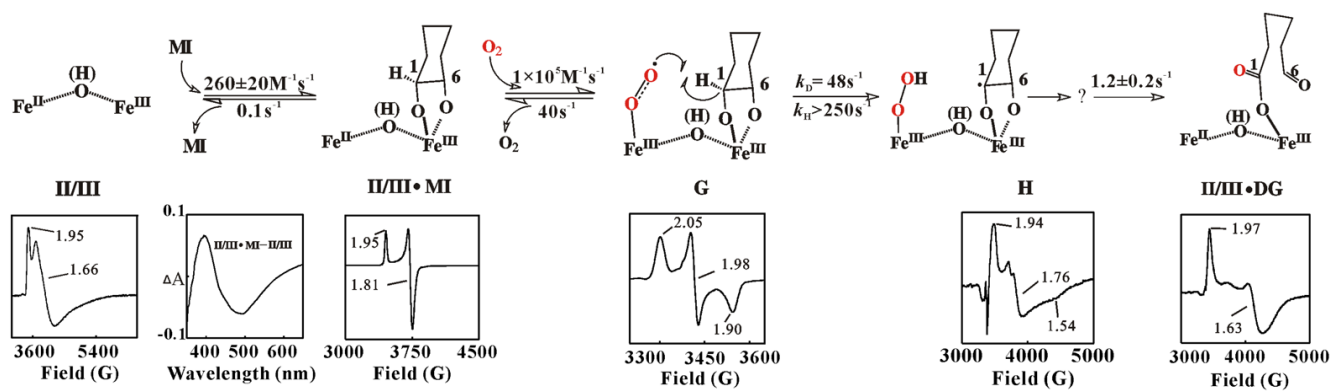 (H)
Fe^II O Fe^III
MI
260±20M⁻¹s⁻¹
0.1s⁻¹
MI
H 1 6
(H) O O
Fe^II O Fe^III
O₂
1×10⁵M⁻¹s⁻¹
40s⁻¹
O₂
O O
H 1 6
(H) O O
Fe^III O Fe^III
k_D= 48s⁻¹
k_H>250s⁻¹
OH
O
1 6
(H) O O
Fe^III O Fe^III
?
1.2±0.2s⁻¹
O 1 6 O
(H) O
Fe^II O Fe^III
II/III
II/III•MI
G
H
II/III•DG
1.95
1.66
3600 5400
Field (G)
0.1
ΔA
-0.1
II/III•MI−II/III
400 500 600
Wavelength (nm)
1.95
1.81
3000 3750 4500
Field (G)
2.05
1.98
1.90
3300 3450 3600
Field (G)
1.94
1.76
1.54
3000 4000 5000
Field (G)
1.97
1.63
3000 4000 5000
Field (G)